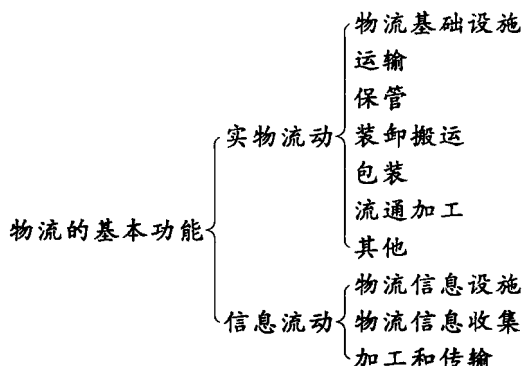 物流基础设施
运输
保管
实物流动
装卸搬运
包装
流通加工
物流的基本功能
其他
物流信息设施
信息流动
物流信息收集
加工和传输